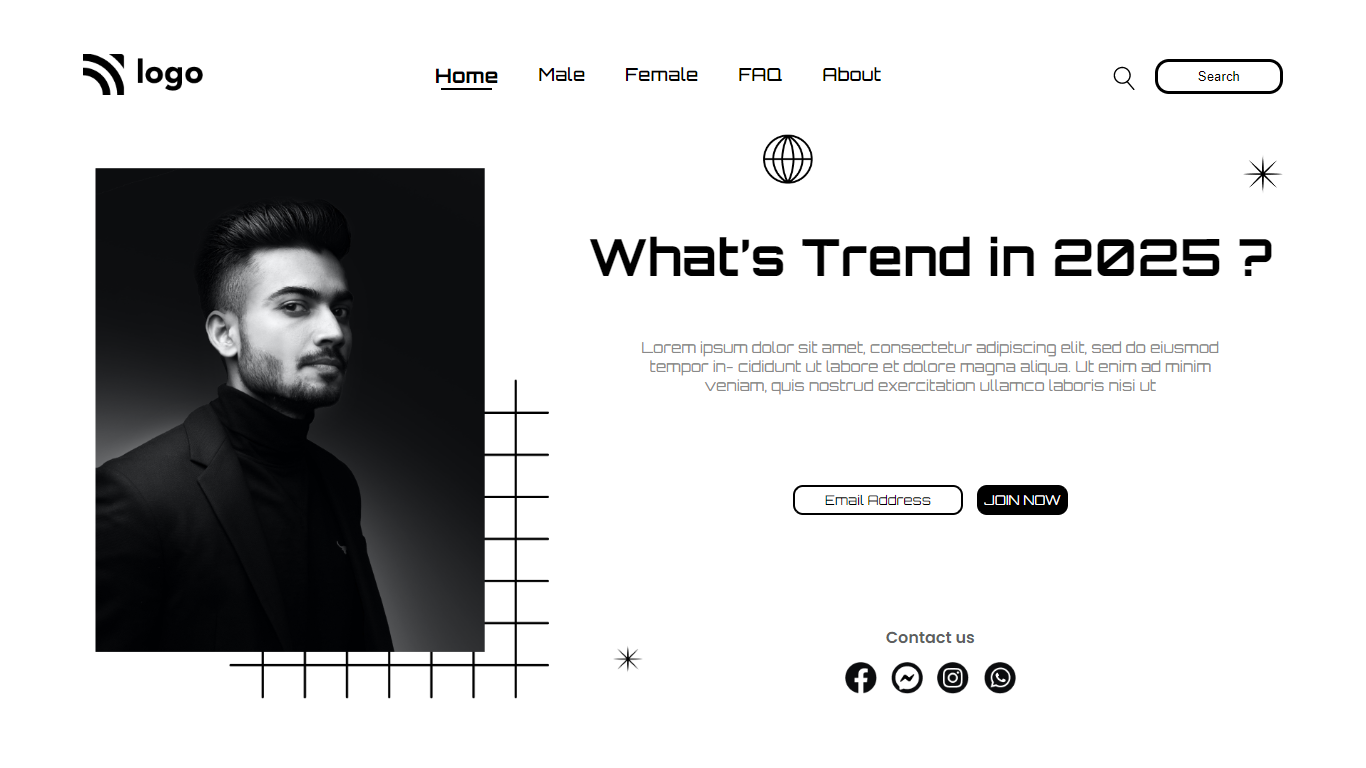 logo
Home Male Female FAQ About
Search
What's Trend in 2025 ?
Lorem ipsum dolor sit amet, consectetur adipiscing elit, sed do eiusmod
tempor in- cididunt ut labore et dolore magna aliqua. Ut enim ad minim
veniam, quis nostrud exercitation ullamco laboris nisi ut
Email Address JOIN NOW
Contact us